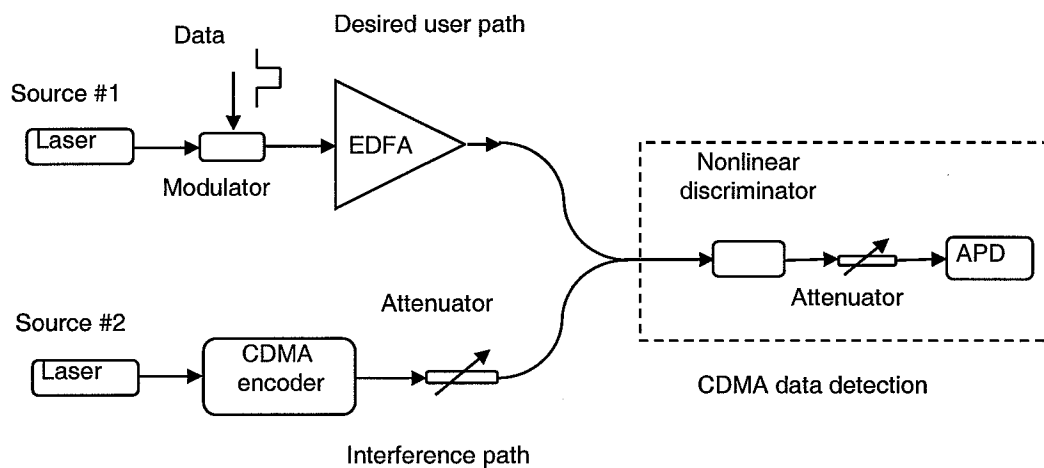 Desired user path
Data
Source #1
Laser
EDFA
Modulator
Nonlinear
discriminator
APD
Attenuator
Attenuator
Source #2
Laser
CDMA
encoder
CDMA data detection
Interference path